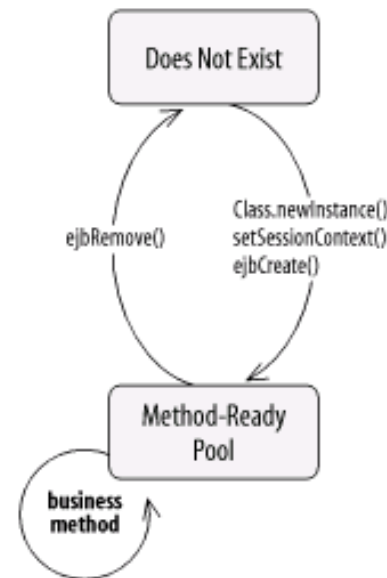 Does Not Exist
Class.newInstance()
setSessionContext()
ejbCreate()
ejbRemove()
Method-Ready
Pool
business
method